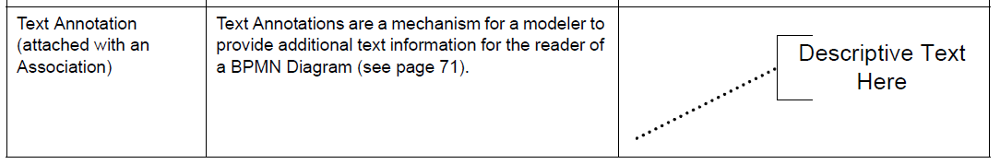 Text Annotation
(attached with an
Association)
Text Annotations are a mechanism for a modeler to
provide additional text information for the reader of
a BPMN Diagram (see page 71).
Descriptive Text
Here